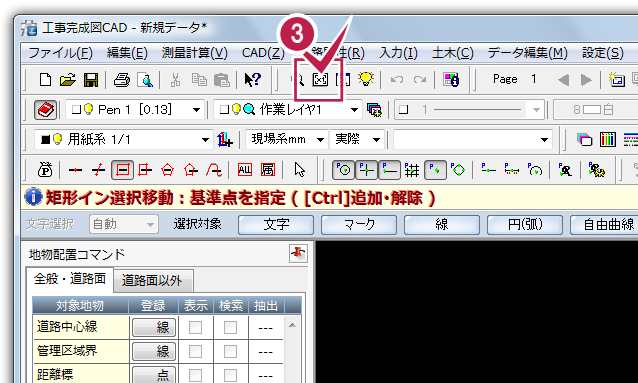 工事完成図CAD - 新規データ*
3
ファイル(F) 編集(E) 測量計算(V) CAD(Z) 入力(I) 土木(C) データ編集(M) 設定(S)
Page 1
Pen 1 [0.13] 作業レイヤ1 1 8 白
用紙系 1/1 現場系mm 実際
ALL
矩形イン選択移動：基準点を指定 ( [Ctrl]追加・解除 )
文字選択 自動 選択対象 文字 マーク 線 円(弧) 自由曲線
地物配置コマンド
全般・道路面 道路面以外
対象地物 登録 表示 検索 抽出
道路中心線 線 ---
管理区域界 線 ---
距離標 点 ---